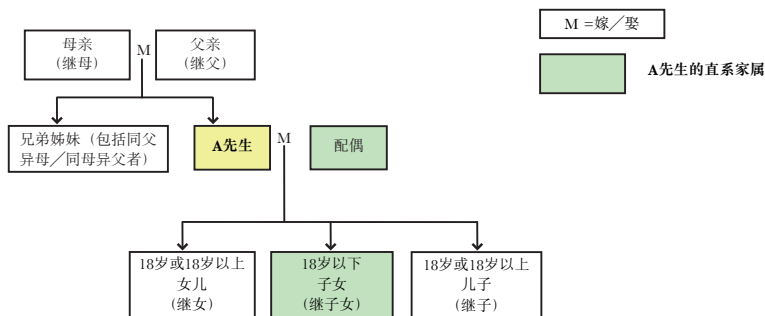 M =嫁／娶
A先生的直系家属
母亲
(继母)
M
父亲
(继父)
兄弟姊妹（包括同父
异母／同母异父者）
A先生
M
配偶
18岁或18岁以上
女儿
(继女)
18岁以下
子女
(继子女)
18岁或18岁以上
儿子
(继子)